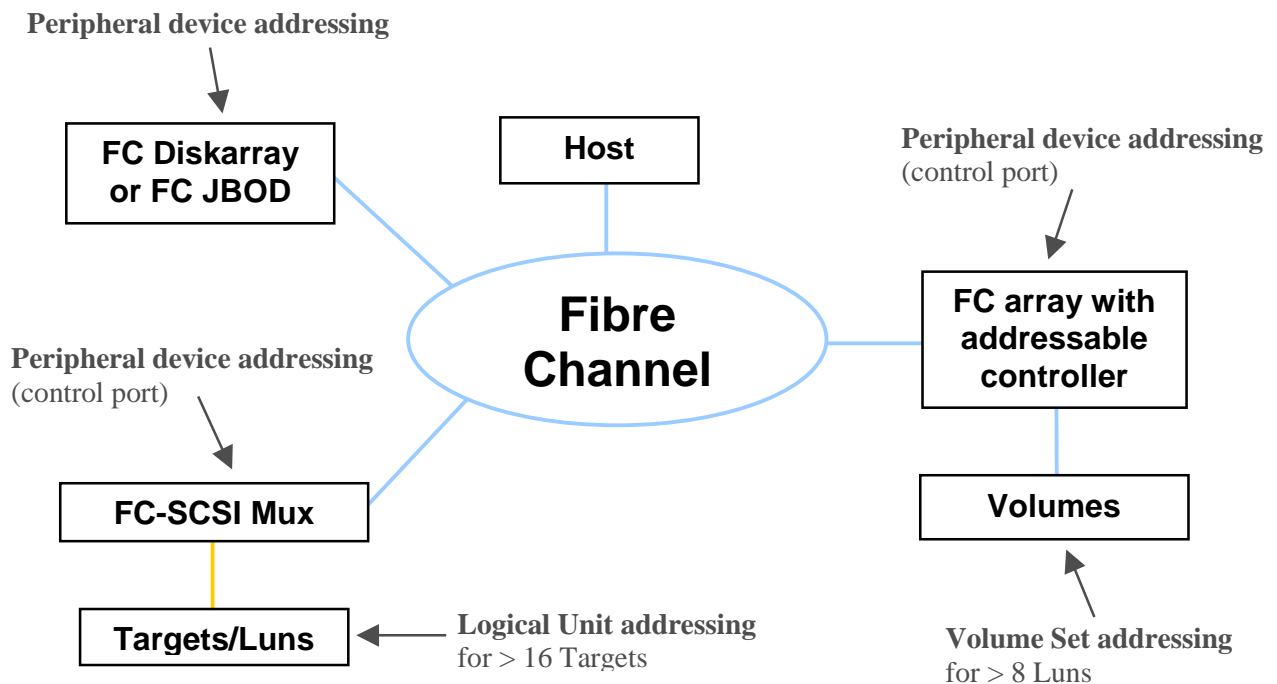 Peripheral device addressing
FC Diskarray
or FC JBOD
Host
Peripheral device addressing
(control port)
Fibre
Channel
FC array with
addressable
controller
Peripheral device addressing
(control port)
FC-SCSI Mux
Volumes
Targets/Luns
Logical Unit addressing
for > 16 Targets
Volume Set addressing
for > 8 Luns